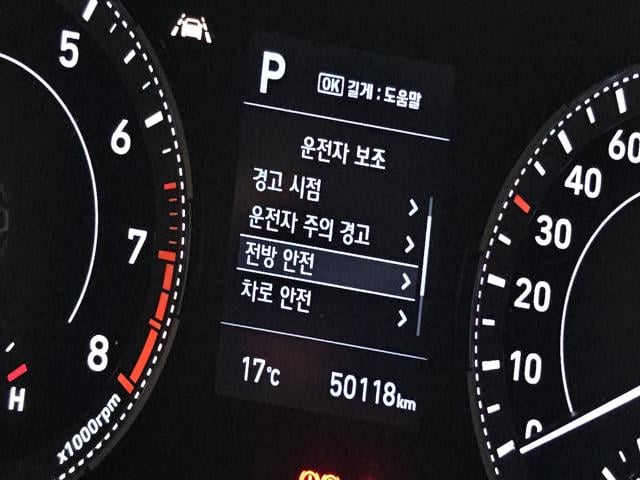 P
OK 길게 : 도움말
운전자 보조
경고 시점
운전자 주의 경고
전방 안전
차로 안전
17℃ 50118km
5
6
7
8
x1000rpm
H
60
40
30
20
10
0